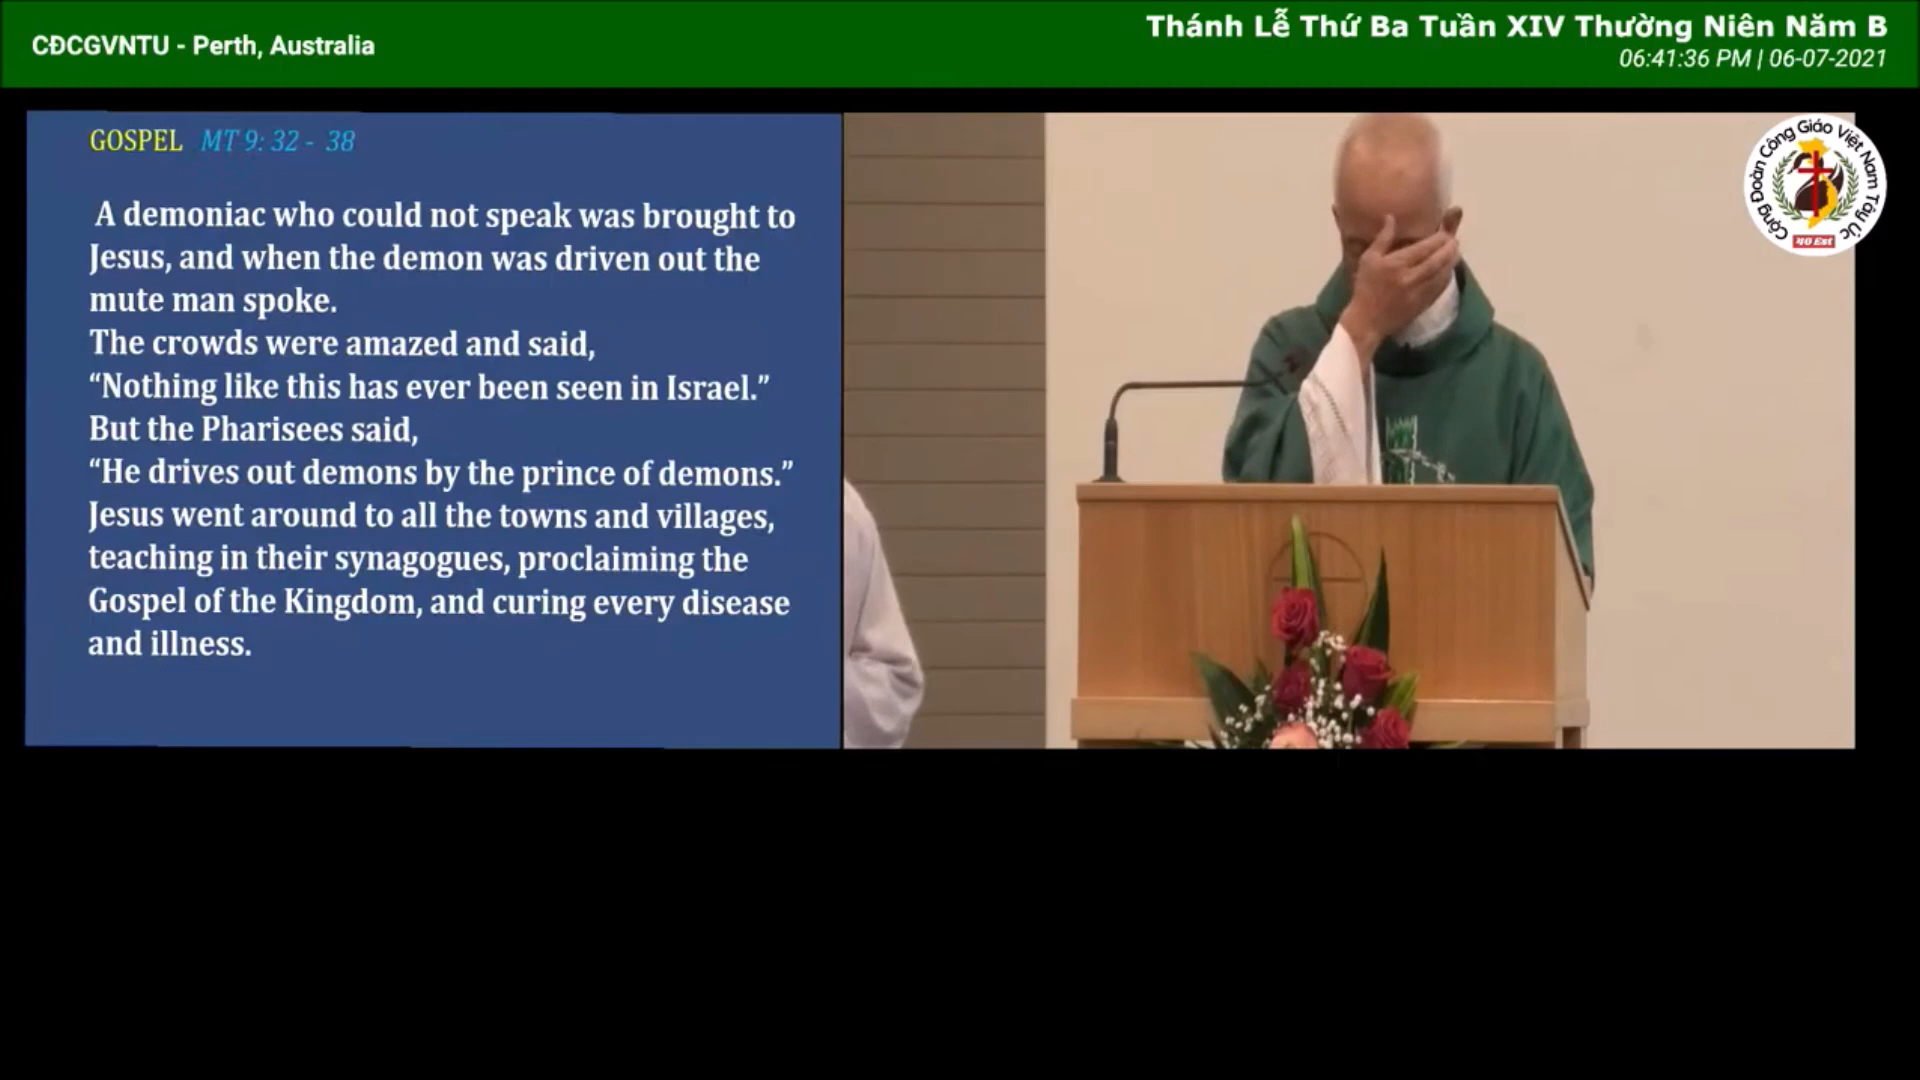 CĐCGVNTU - Perth, Australia
Thánh Lễ Thứ Ba Tuần XIV Thường Niên Năm B
06:41:36 PM | 06-07-2021
GOSPEL MT 9: 32 - 38
A demoniac who could not speak was brought to
Jesus, and when the demon was driven out the
mute man spoke.
The crowds were amazed and said,
“Nothing like this has ever been seen in Israel.”
But the Pharisees said,
“He drives out demons by the prince of demons.”
Jesus went around to all the towns and villages,
teaching in their synagogues, proclaiming the
Gospel of the Kingdom, and curing every disease
and illness.
Cộng Đoàn Công Giáo Việt Nam Tây Úc
40 Est